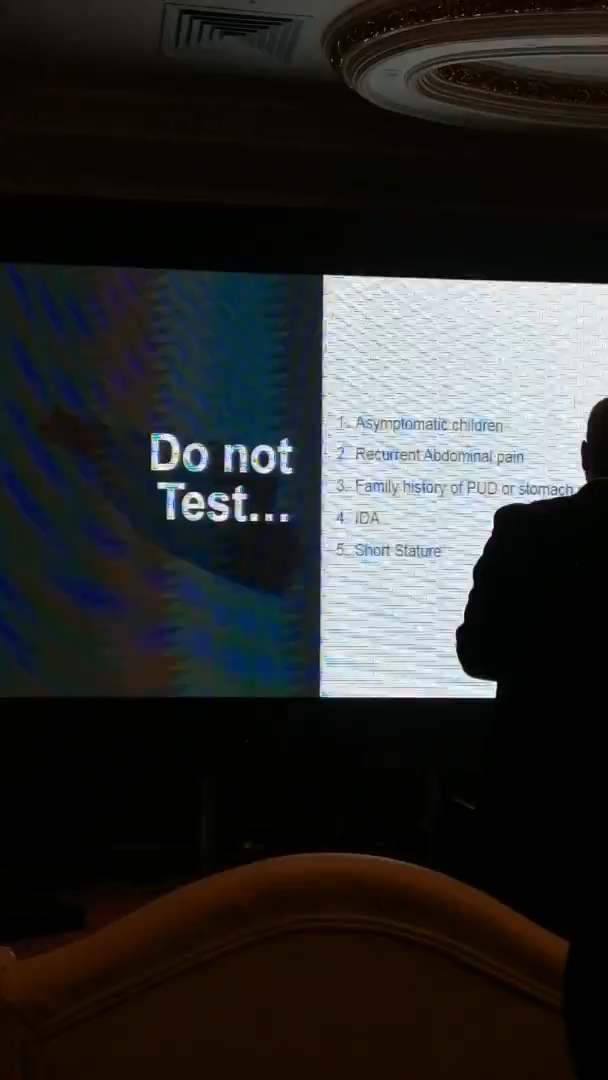 Do not
Test...
1. Asymptomatic children
2. Recurrent Abdominal pain
3. Family history of PUD or stomach
4. IDA
5. Short Stature